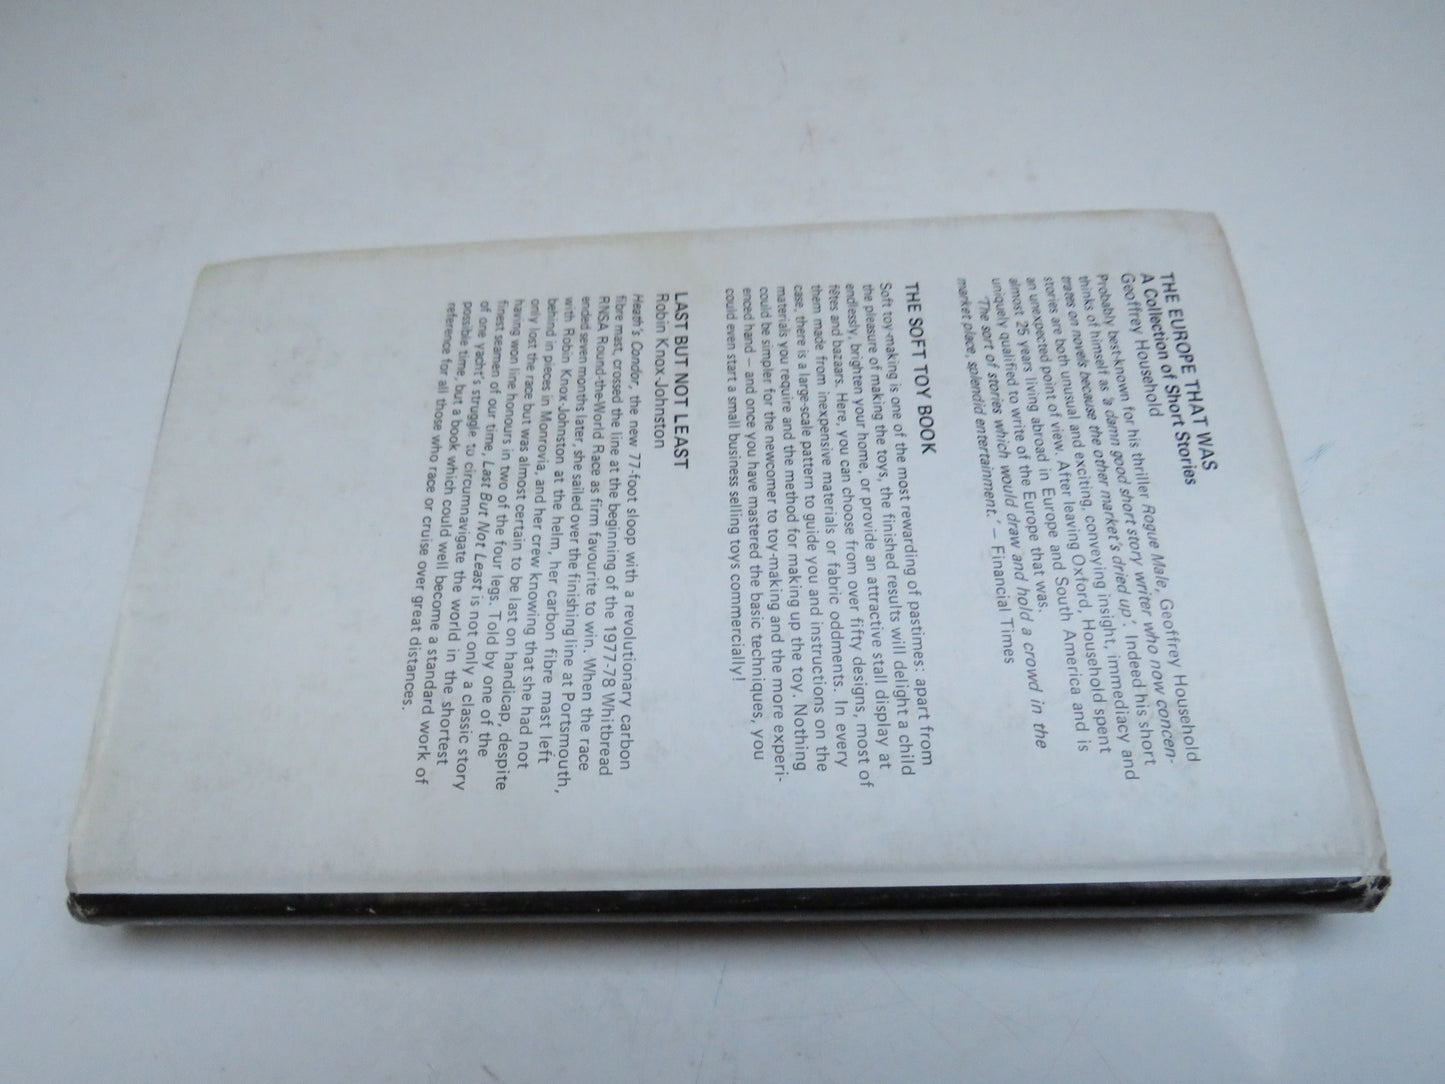 THE EUROPE THAT WAS
A Collection of Short Stories
Geoffrey Household
Probably best-known for his thriller Rogue Male, Geoffrey Household
thinks of himself as 'a damn good short story writer who now concen-
trates on novels because the other market's dried up'. Indeed his short
stories are both unusual and exciting, conveying insight, immediacy and
an unexpected point of view. After leaving Oxford, Household spent
almost 25 years living abroad in Europe and South America and is
uniquely qualified to write of the Europe that was.
'The sort of stories which would draw and hold a crowd in the
market place, splendid entertainment.' – Financial Times
THE SOFT TOY BOOK
Soft toy-making is one of the most rewarding of pastimes: apart from
the pleasure of making the toys, the finished results will delight a child
endlessly, brighten your home, or provide an attractive stall display at
fêtes and bazaars. Here, you can choose from over fifty designs, most of
them made from inexpensive materials or fabric oddments. In every
case, there is a large-scale pattern to guide you and instructions on the
materials you require and the method for making up the toy. Nothing
could be simpler for the newcomer to toy-making and the more experi-
enced hand – and once you have mastered the basic techniques, you
could even start a small business selling toys commercially!
LAST BUT NOT LEAST
Robin Knox-Johnston
Heath's Condor, the new 77-foot sloop with a revolutionary carbon
fibre mast, crossed the line at the beginning of the 1977-78 Whitbread
RNSA Round-the-World Race as firm favourite to win. When the race
ended seven months later, she sailed over the finishing line at Portsmouth,
with Robin Knox-Johnston at the helm, her carbon fibre mast left
behind in pieces in Monrovia, and her crew knowing that she had not
only lost the race but was almost certain to be last on handicap, despite
having won line honours in two of the four legs. Told by one of the
finest seamen of our time, Last But Not Least is not only a classic story
of one yacht's struggle to circumnavigate the world in the shortest
possible time, but a book which could well become a standard work of
reference for all those who race or cruise over great distances.